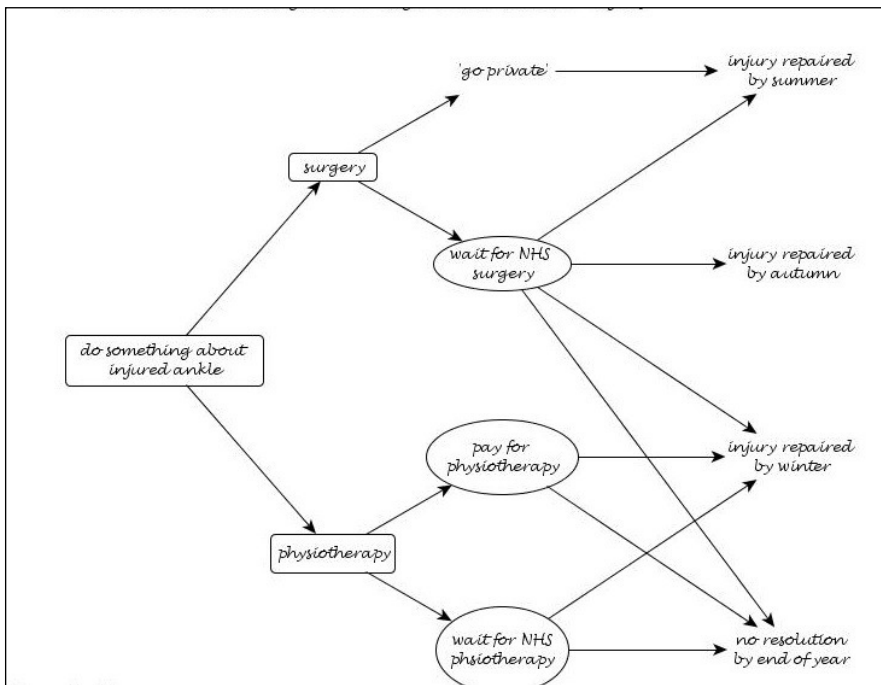 'go private'
injury repaired
by summer
surgery
wait for NHS
surgery
injury repaired
by autumn
do something about
injured ankle
pay for
physiotherapy
injury repaired
by winter
physiotherapy
wait for NHS
phsiotherapy
no resolution
by end of year